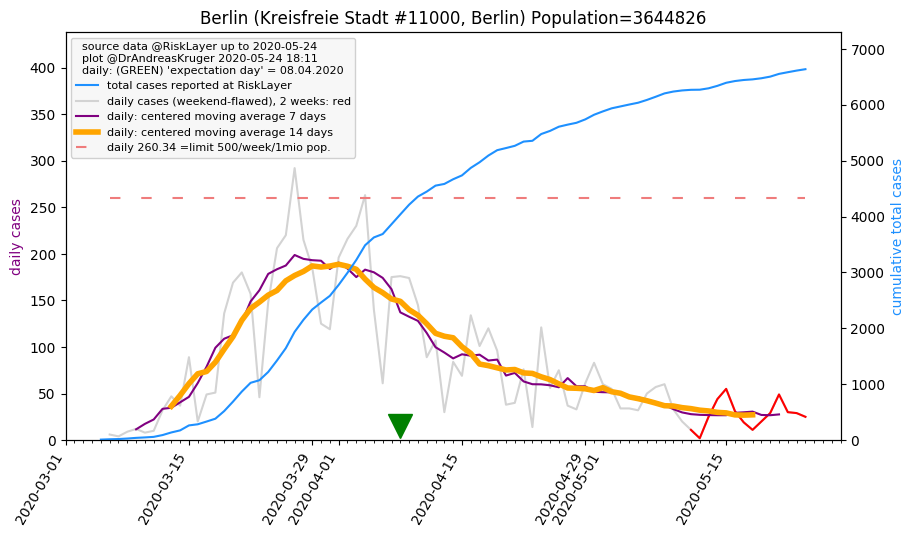 Berlin (Kreisfreie Stadt #11000, Berlin) Population=3644826
source data @RiskLayer up to 2020-05-24
plot @DrAndreasKruger 2020-05-24 18:11
daily: (GREEN) 'expectation day' = 08.04.2020
total cases reported at RiskLayer
daily cases (weekend-flawed), 2 weeks: red
daily: centered moving average 7 days
daily: centered moving average 14 days
daily 260.34 =limit 500/week/1mio pop.
daily cases
400
350
300
250
200
150
100
50
0
7000
6000
5000
4000
3000
2000
1000
0
cumulative total cases
2020-03-01
2020-03-15
2020-03-29
2020-04-01
2020-04-15
2020-04-29
2020-05-01
2020-05-15